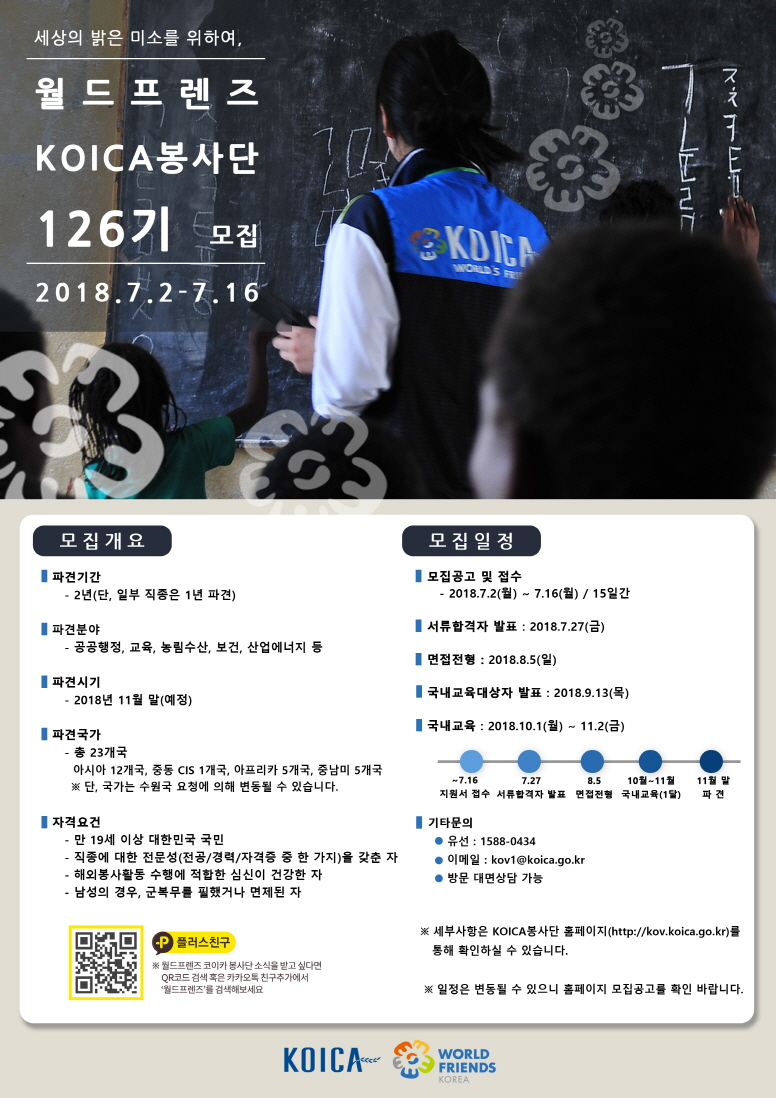 세상의 밝은 미소를 위하여,
월드프렌즈
KOICA봉사단
126기 모집
2018.7.2-7.16
KOICA
모집개요
파견기간
- 2년(단, 일부 직종은 1년 파견)
파견분야
- 공공행정, 교육, 농림수산, 보건, 산업에너지 등
파견시기
- 2018년 11월 말(예정)
파견국가
- 총 23개국
아시아 12개국, 중동 CIS 1개국, 아프리카 5개국, 중남미 5개국
※ 단, 국가는 수원국 요청에 의해 변동될 수 있습니다.
자격요건
- 만 19세 이상 대한민국 국민
- 직종에 대한 전문성(전공/경력/자격증 중 한 가지)을 갖춘 자
- 해외봉사활동 수행에 적합한 심신이 건강한 자
- 남성의 경우, 군복무를 필했거나 면제된 자
플러스친구
※ 월드프렌즈 코이카 봉사단 소식을 받고 싶다면
QR코드 검색 혹은 카카오톡 친구추가에서
'월드프렌즈'를 검색해보세요
모집일정
모집공고 및 접수
- 2018.7.2(월) ~ 7.16(월) / 15일간
서류합격자 발표 : 2018.7.27(금)
면접전형 : 2018.8.5(일)
국내교육대상자 발표 : 2018.9.13(목)
국내교육 : 2018.10.1(월) ~ 11.2(금)
~7.16 7.27 8.5 10월~11월 11월 말
지원서 접수 서류합격자 발표 면접전형 국내교육(1달) 파 견
기타문의
유선 : 1588-0434
이메일 : kov1@koica.go.kr
방문 대면상담 가능
※ 세부사항은 KOICA봉사단 홈페이지(http://kov.koica.go.kr)를
통해 확인하실 수 있습니다.
※ 일정은 변동될 수 있으니 홈페이지 모집공고를 확인 바랍니다.
KOICA
WORLD
FRIENDS
KOREA